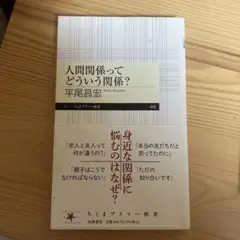 人間関係って
どういう関係?
平尾昌宏
身近な関係に
悩むのはなぜ?
「恋人と友人って
何が違うの?」
「親子はこうで
なければならない」
「本当の友だちだと
思ってたのに」
「ただの
知り合いです」
ちくまプリマー新書